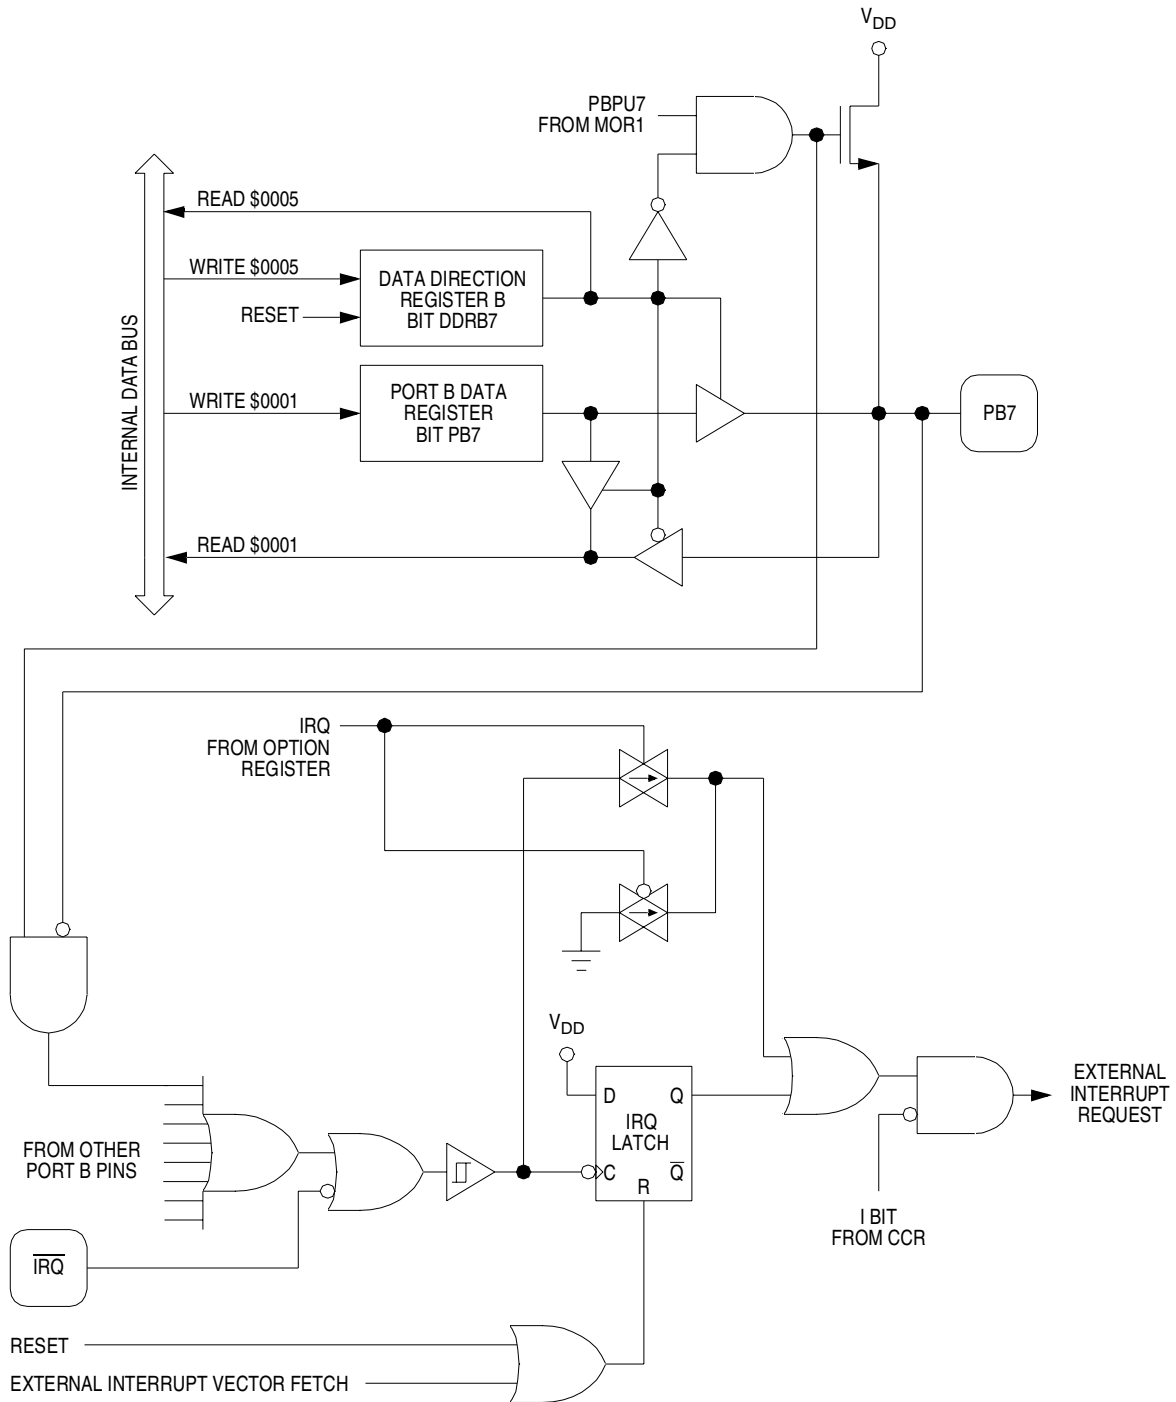 VDD
PBPU7
FROM MOR1
READ $0005
WRITE $0005
DATA DIRECTION
REGISTER B
BIT DDRB7
RESET
INTERNAL DATA BUS
WRITE $0001
PORT B DATA
REGISTER
BIT PB7
PB7
READ $0001
IRQ
FROM OPTION
REGISTER
VDD
D
Q
IRQ
LATCH
C
Q̅
R
EXTERNAL
INTERRUPT
REQUEST
FROM OTHER
PORT B PINS
I BIT
FROM CCR
I̅R̅Q̅
RESET
EXTERNAL INTERRUPT VECTOR FETCH